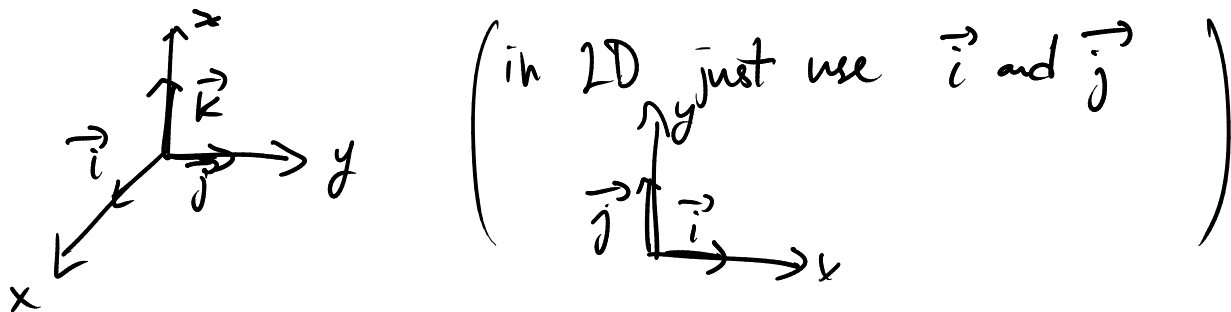 z
k⃗
i⃗
j⃗
y
x
(in 2D just use i⃗ and j⃗)
y
j⃗
i⃗
x